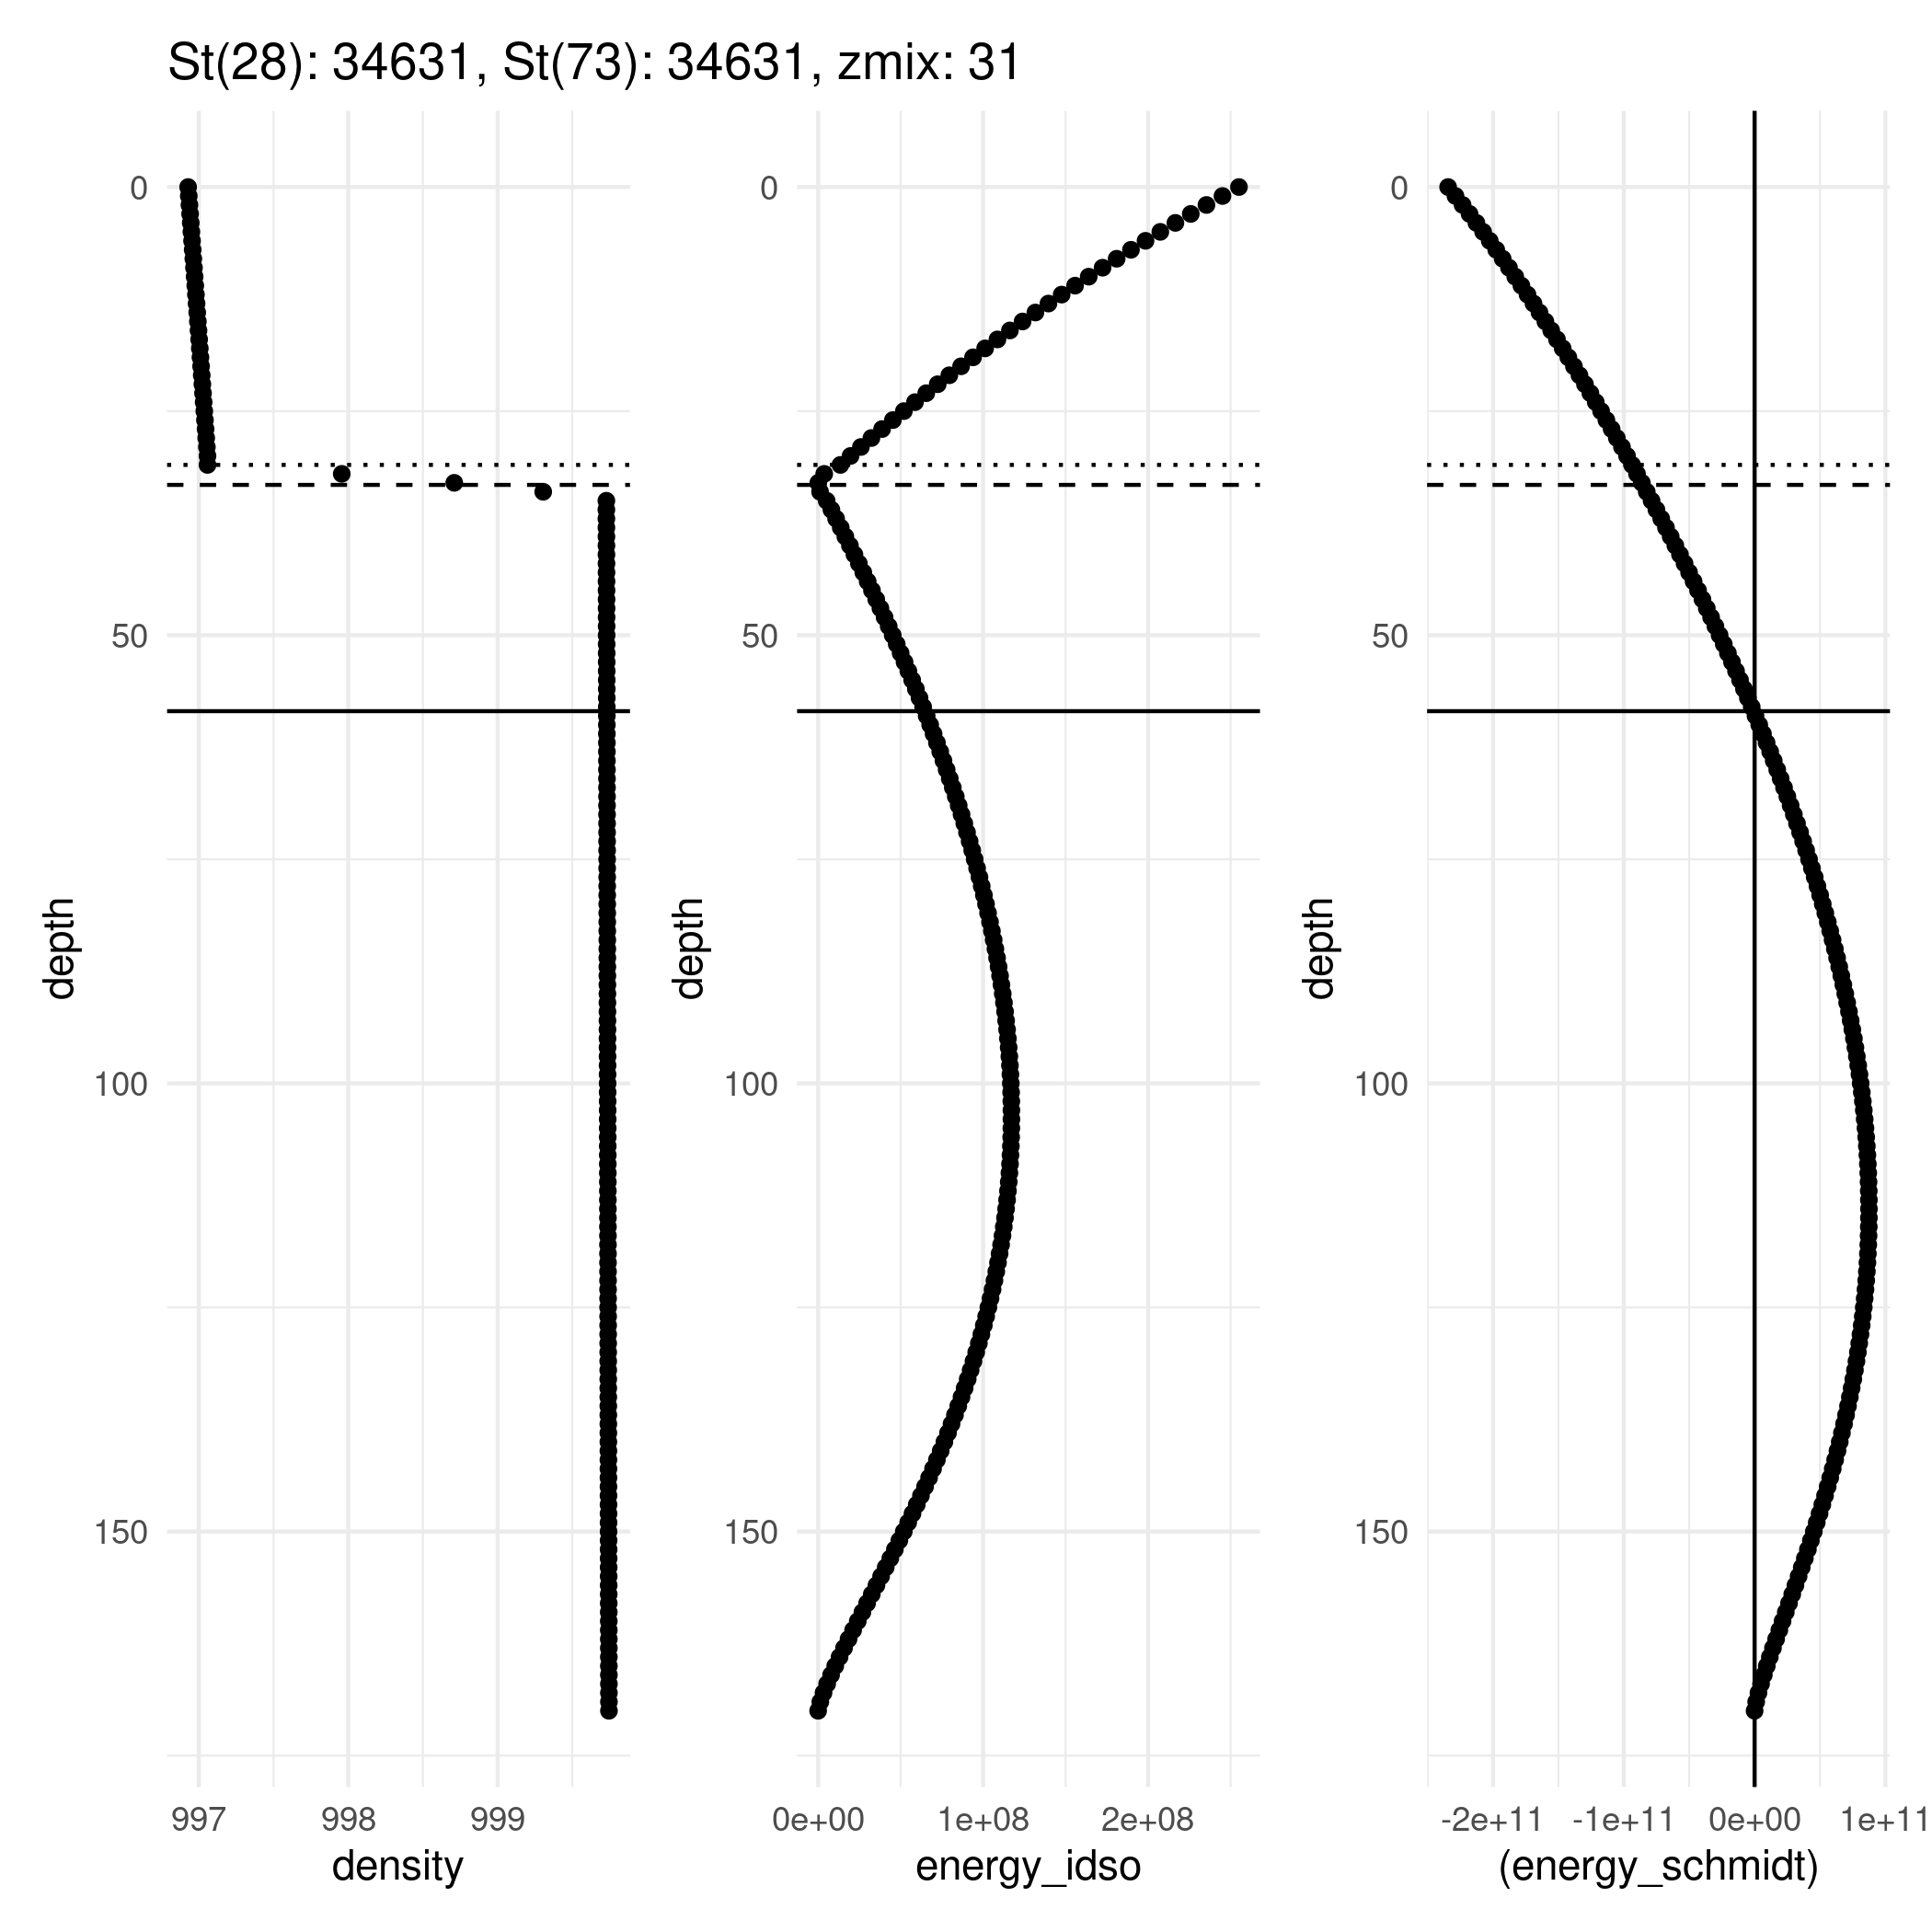 St(28): 34631, St(73): 34631, zmix: 31
0
50
100
150
depth
997 998 999
density
0
50
100
150
depth
0e+00 1e+08 2e+08
energy_idso
0
50
100
150
depth
-2e+11 -1e+11 0e+00 1e+11
(energy_schmidt)